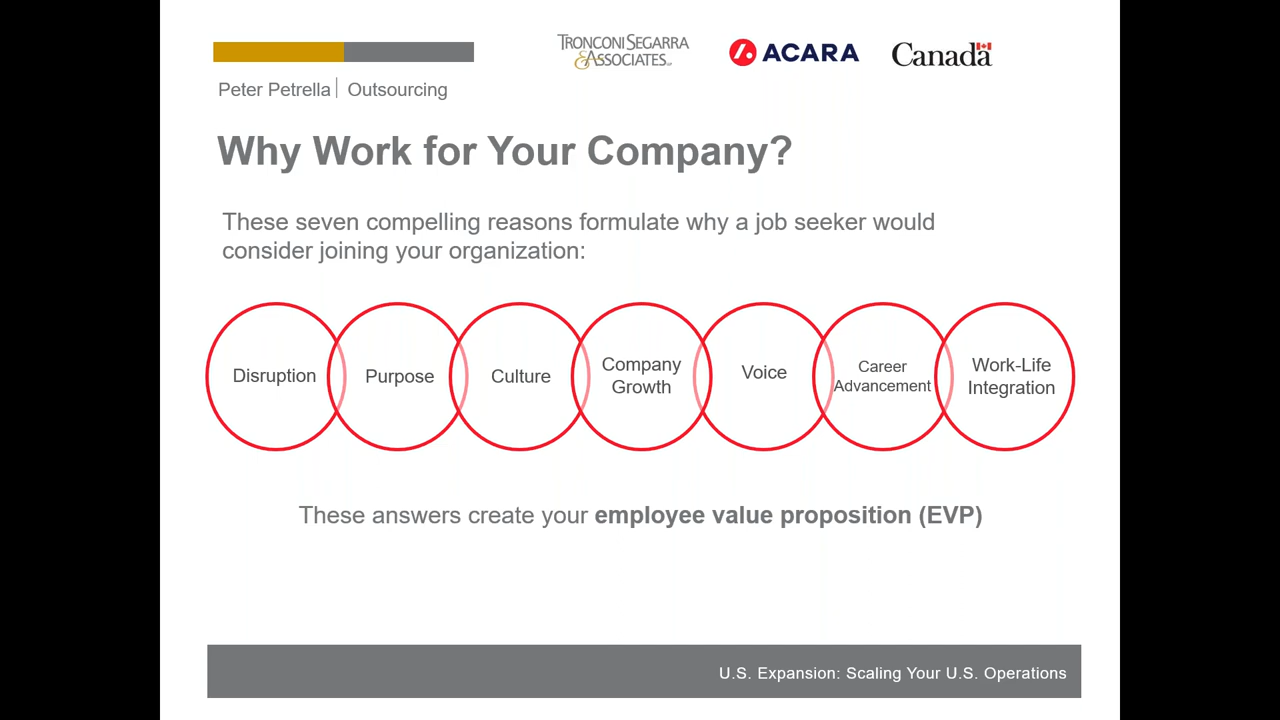 TRONCONI SEGARRA
& ASSOCIATES LLP
ACARA
Canada
Peter Petrella | Outsourcing
Why Work for Your Company?
These seven compelling reasons formulate why a job seeker would
consider joining your organization:
Disruption
Purpose
Culture
Company
Growth
Voice
Career
Advancement
Work-Life
Integration
These answers create your employee value proposition (EVP)
U.S. Expansion: Scaling Your U.S. Operations